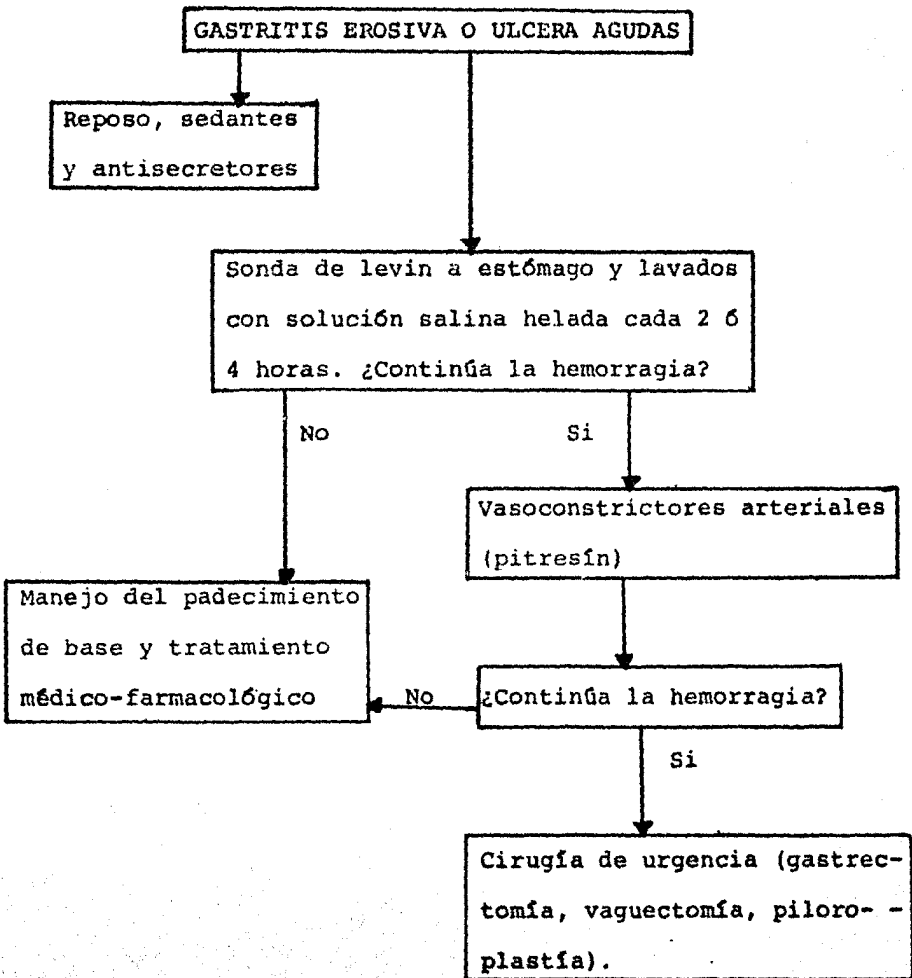 GASTRITIS EROSIVA O ULCERA AGUDAS
Reposo, sedantes
y antisecretores
Sonda de levin a estómago y lavados
con solución salina helada cada 2 ó
4 horas. ¿Continúa la hemorragia?
No
Si
Vasoconstrictores arteriales
(pitresín)
Manejo del padecimiento
de base y tratamiento
médico-farmacológico
No
¿Continúa la hemorragia?
Si
Cirugía de urgencia (gastrec-
tomía, vaguectomía, piloro- -
plastía).